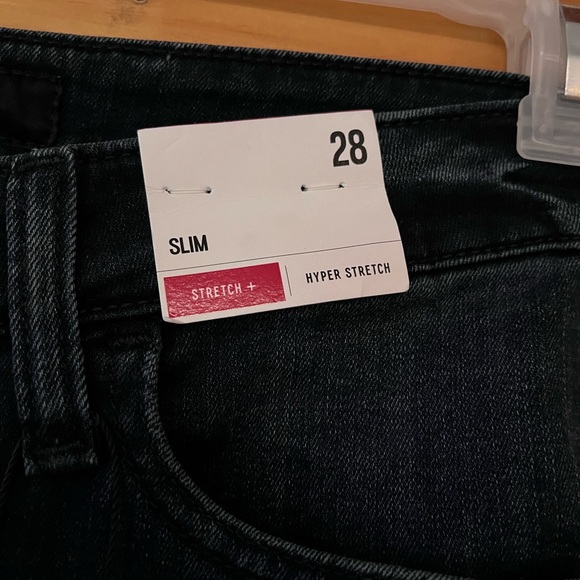 28
SLIM
STRETCH + HYPER STRETCH